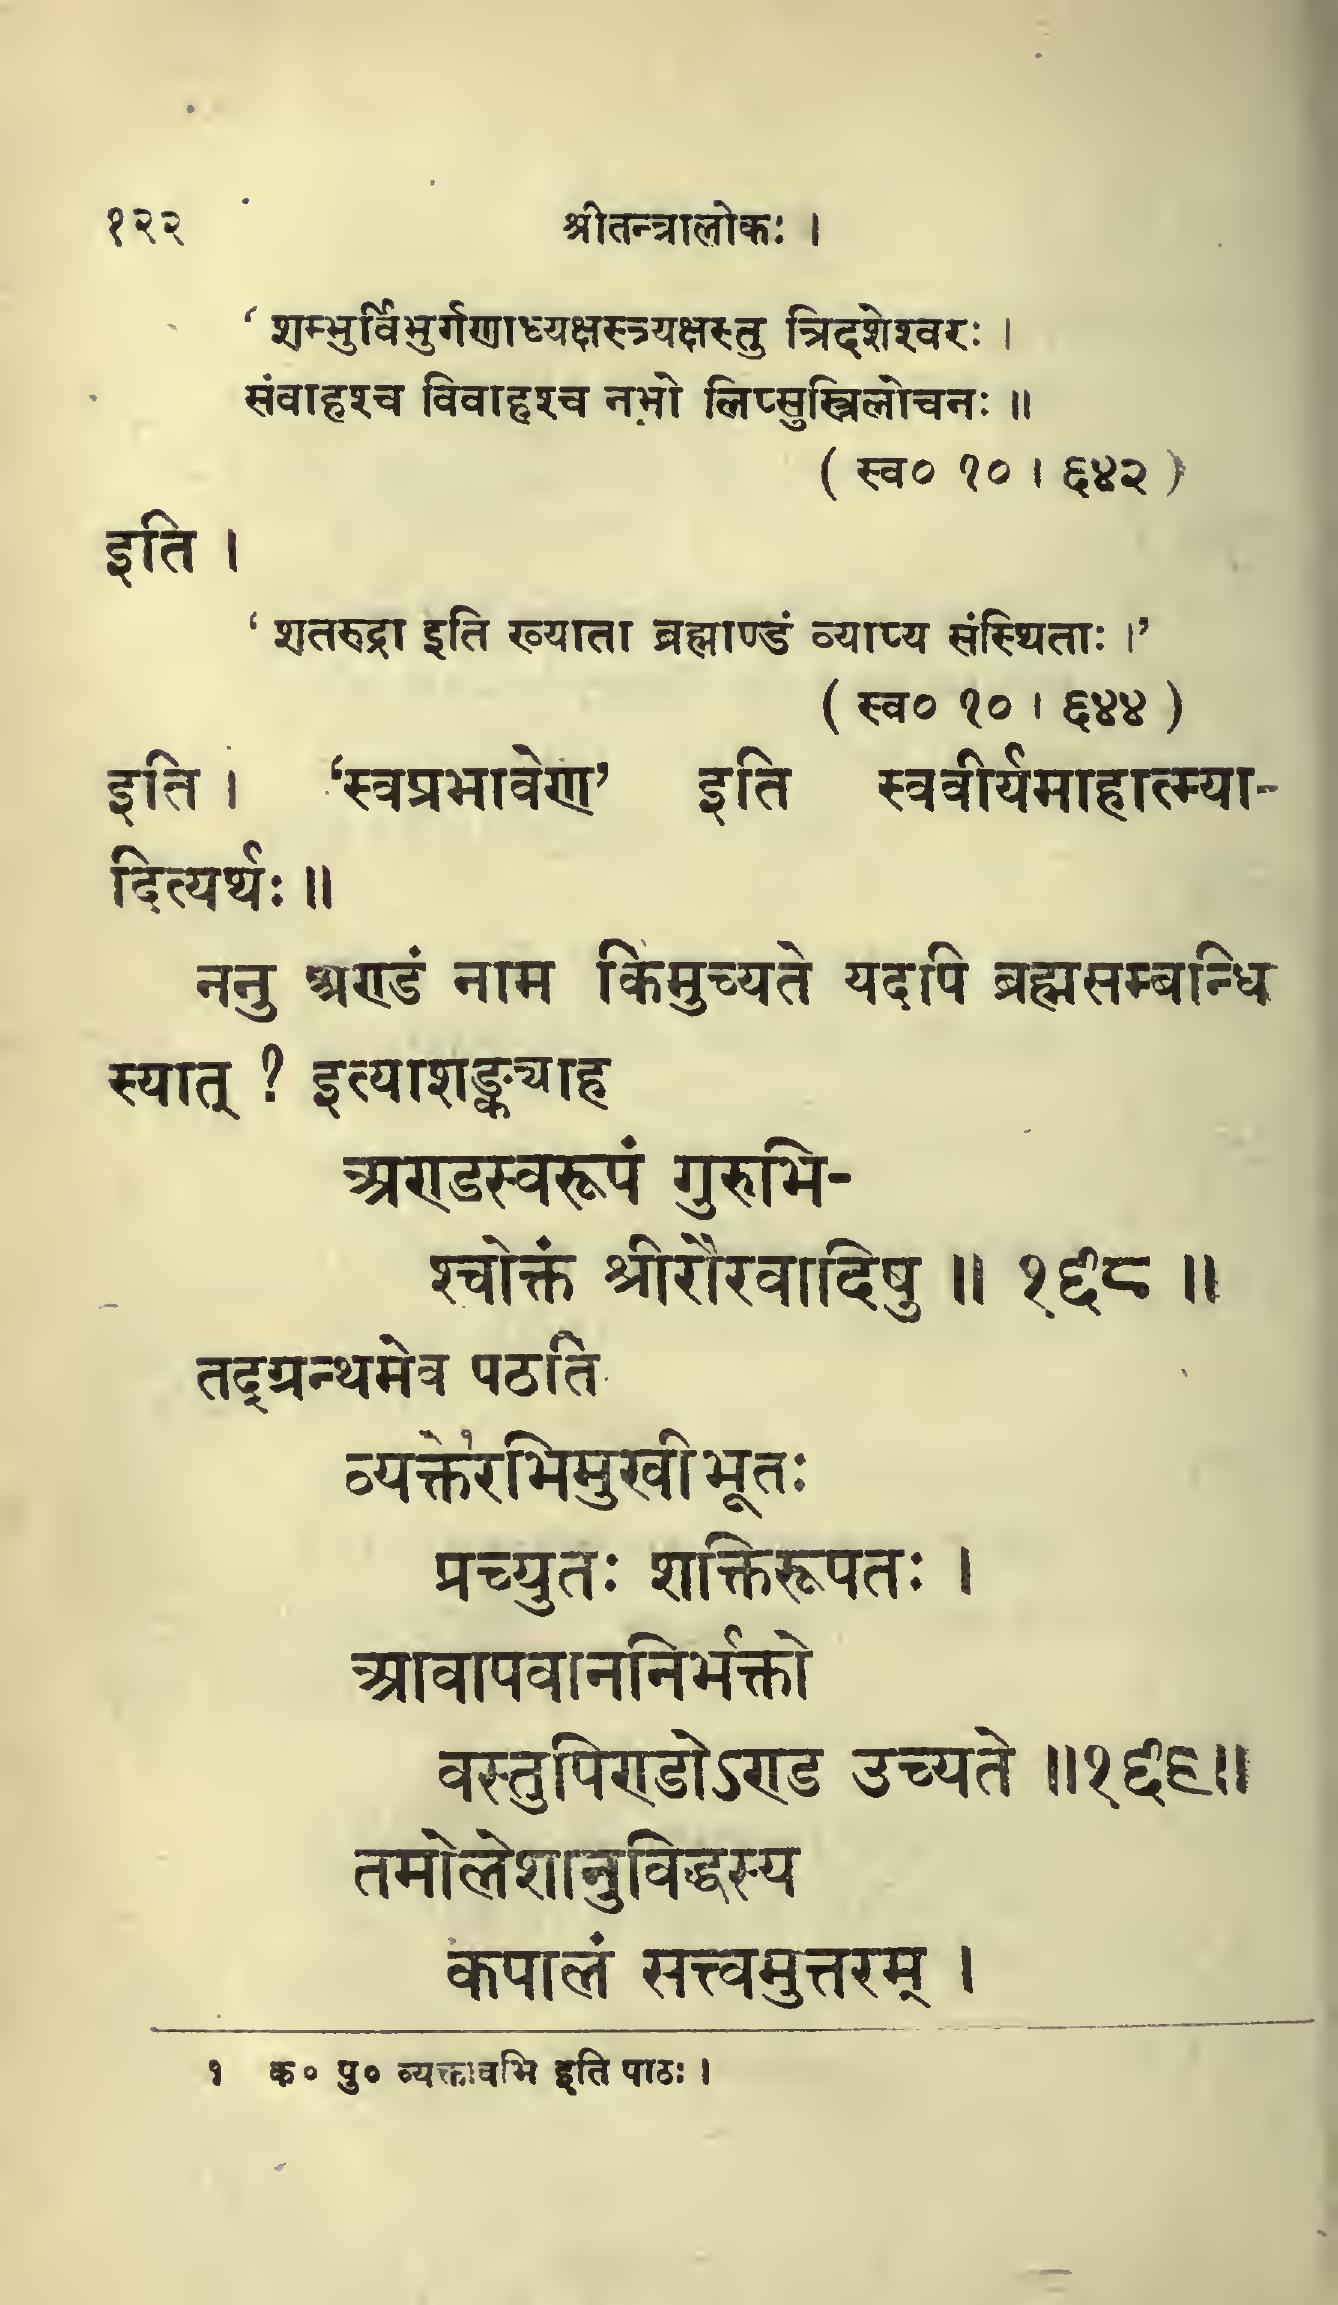 १२२ श्रीतन्त्रालोकः ।
‘ शम्भुर्विभुर्गणाध्यक्षस्त्र्यक्षस्तु त्रिदशेश्वरः ।
संवाहश्च विवाहश्च नभो लिप्सुस्त्रिलोचनः ॥
( स्व० १० । ६४२ )
इति ।
‘ शतरुद्रा इति ख्याता ब्रह्माण्डं व्याप्य संस्थिताः ।’
( स्व० १० । ६४४ )
इति । ‘स्वप्रभावेण’ इति स्ववीर्यमाहात्म्या-
दित्यर्थः ॥
ननु अण्डं नाम किमुच्यते यदपि ब्रह्मसम्बन्धि
स्यात् ? इत्याशङ्क्याह
अण्डस्वरूपं गुरुभि-
श्चोक्तं श्रीरौरवादिषु ॥ १६८ ॥
तद्ग्रन्थमेव पठति
व्यक्तेर१भिमुखीभूतः
प्रच्युतः शक्तिरूपतः ।
आवापवाननिर्भक्तो
वस्तुपिण्डोऽण्ड उच्यते ॥१६९॥
तमोलेशानुविद्धस्य
कपालं सत्त्वमुत्तरम् ।
१ क० पु० व्यक्तावभि इति पाठः ।